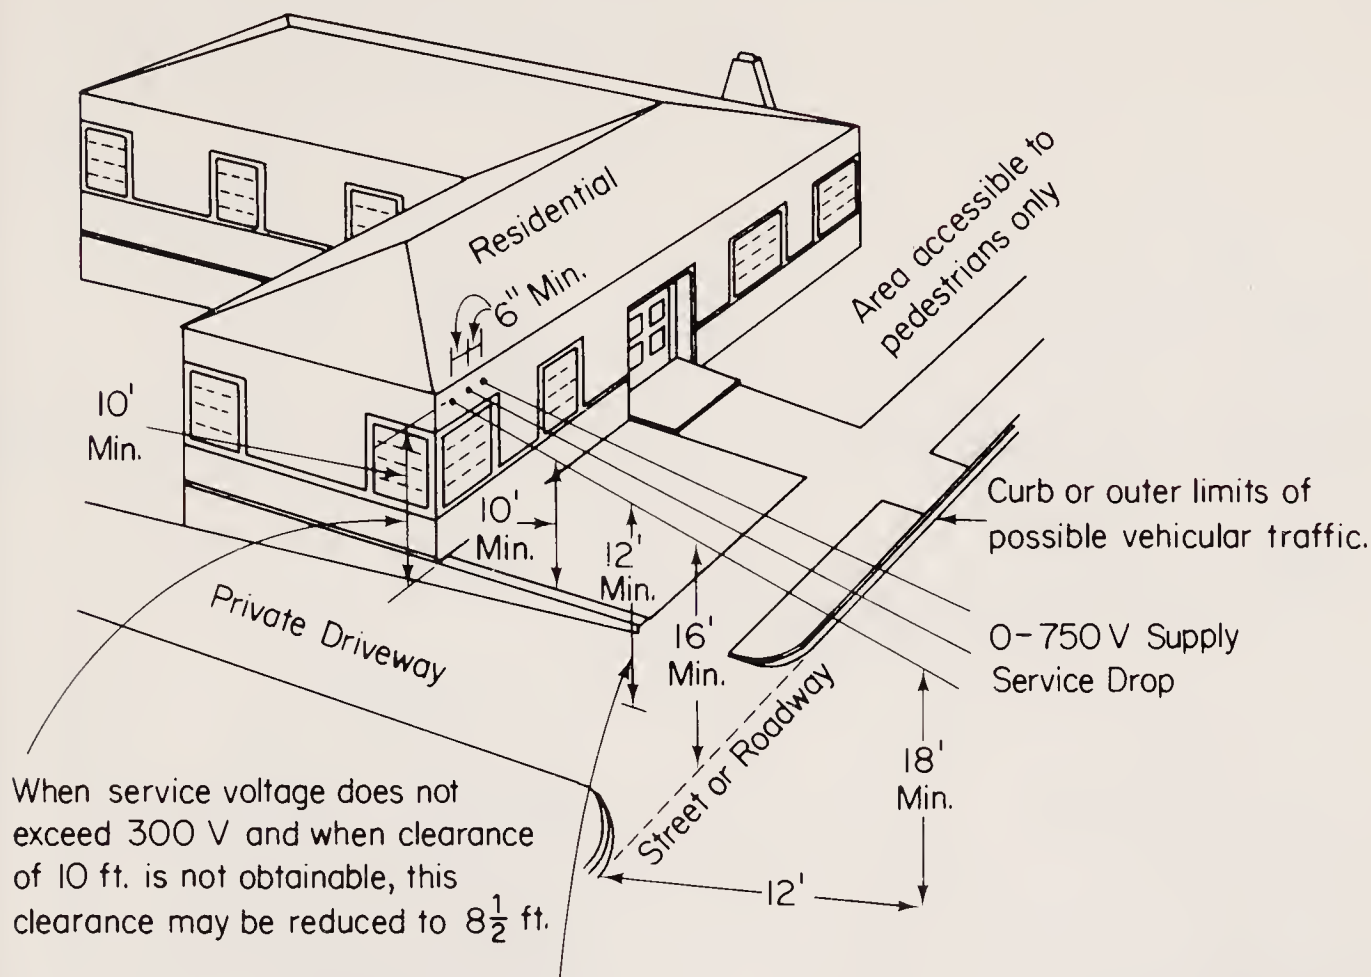 Residential
6" Min.
Area accessible to
pedestrians only
10'
Min.
10'
Min.
12'
Min.
16'
Min.
Curb or outer limits of
possible vehicular traffic.
0-750 V Supply
Service Drop
Private Driveway
Street or Roadway
18'
Min.
12'
When service voltage does not
exceed 300 V and when clearance
of 10 ft. is not obtainable, this
clearance may be reduced to 8 1/2 ft.